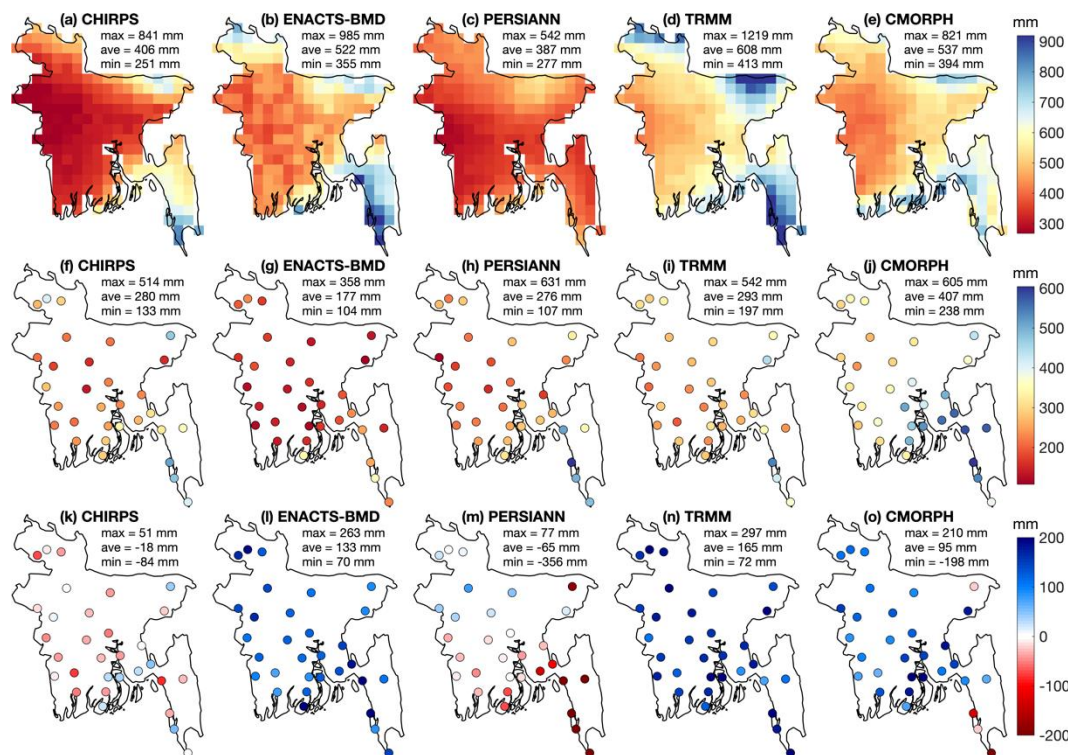 (a) CHIRPS
max = 841 mm
ave = 406 mm
min = 251 mm
(b) ENACTS-BMD
max = 985 mm
ave = 522 mm
min = 355 mm
(c) PERSIANN
max = 542 mm
ave = 387 mm
min = 277 mm
(d) TRMM
max = 1219 mm
ave = 608 mm
min = 413 mm
(e) CMORPH
max = 821 mm
ave = 537 mm
min = 394 mm
mm
900
800
700
600
500
400
300
(f) CHIRPS
max = 514 mm
ave = 280 mm
min = 133 mm
(g) ENACTS-BMD
max = 358 mm
ave = 177 mm
min = 104 mm
(h) PERSIANN
max = 631 mm
ave = 276 mm
min = 107 mm
(i) TRMM
max = 542 mm
ave = 293 mm
min = 197 mm
(j) CMORPH
max = 605 mm
ave = 407 mm
min = 238 mm
mm
600
500
400
300
200
100
(k) CHIRPS
max = 51 mm
ave = -18 mm
min = -84 mm
(l) ENACTS-BMD
max = 263 mm
ave = 133 mm
min = 70 mm
(m) PERSIANN
max = 77 mm
ave = -65 mm
min = -356 mm
(n) TRMM
max = 297 mm
ave = 165 mm
min = 72 mm
(o) CMORPH
max = 210 mm
ave = 95 mm
min = -198 mm
mm
200
100
0
-100
-200